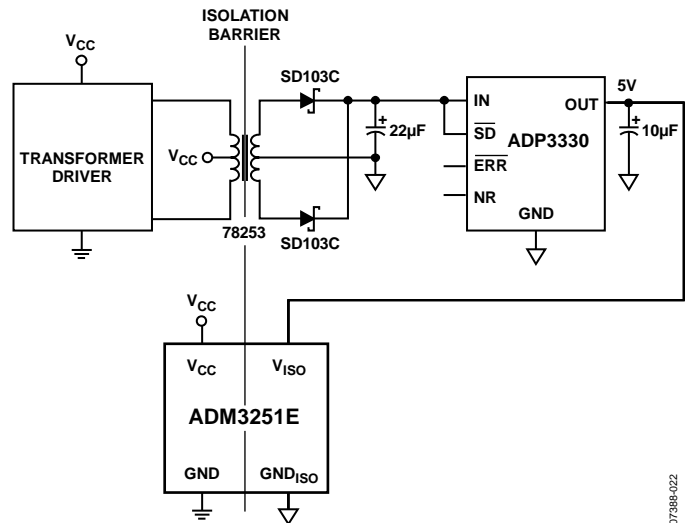 ISOLATION
BARRIER
VCC
SD103C
5V
IN
OUT
+
22µF
+
10µF
SD
ADP3330
TRANSFORMER
DRIVER
VCC
ERR
NR
GND
78253
SD103C
VCC
VCC
VISO
ADM3251E
GND
GNDISO
07388-022